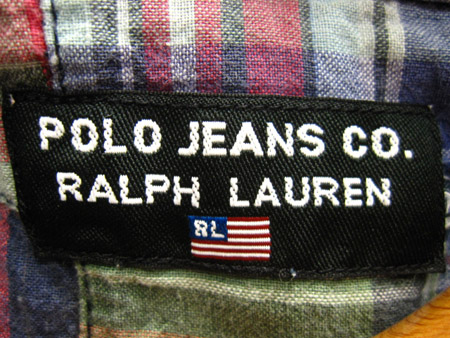 POLO JEANS CO.
RALPH LAUREN
RL